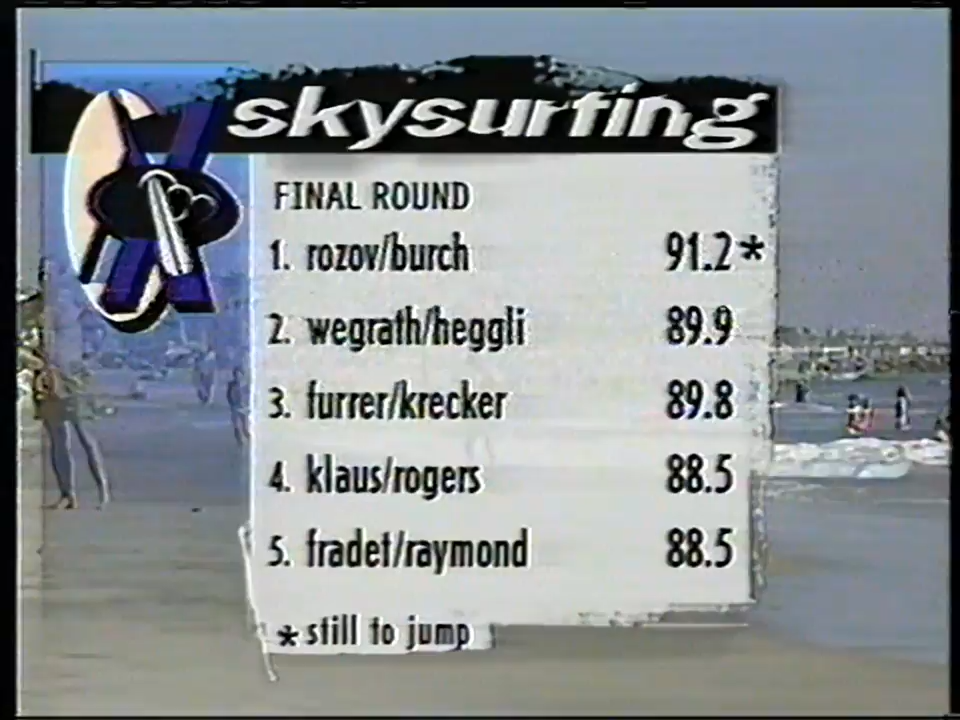 skysurfing
FINAL ROUND
1. rozov/burch 91.2*
2. wegrath/heggli 89.9
3. furrer/krecker 89.8
4. klaus/rogers 88.5
5. fradet/raymond 88.5
* still to jump